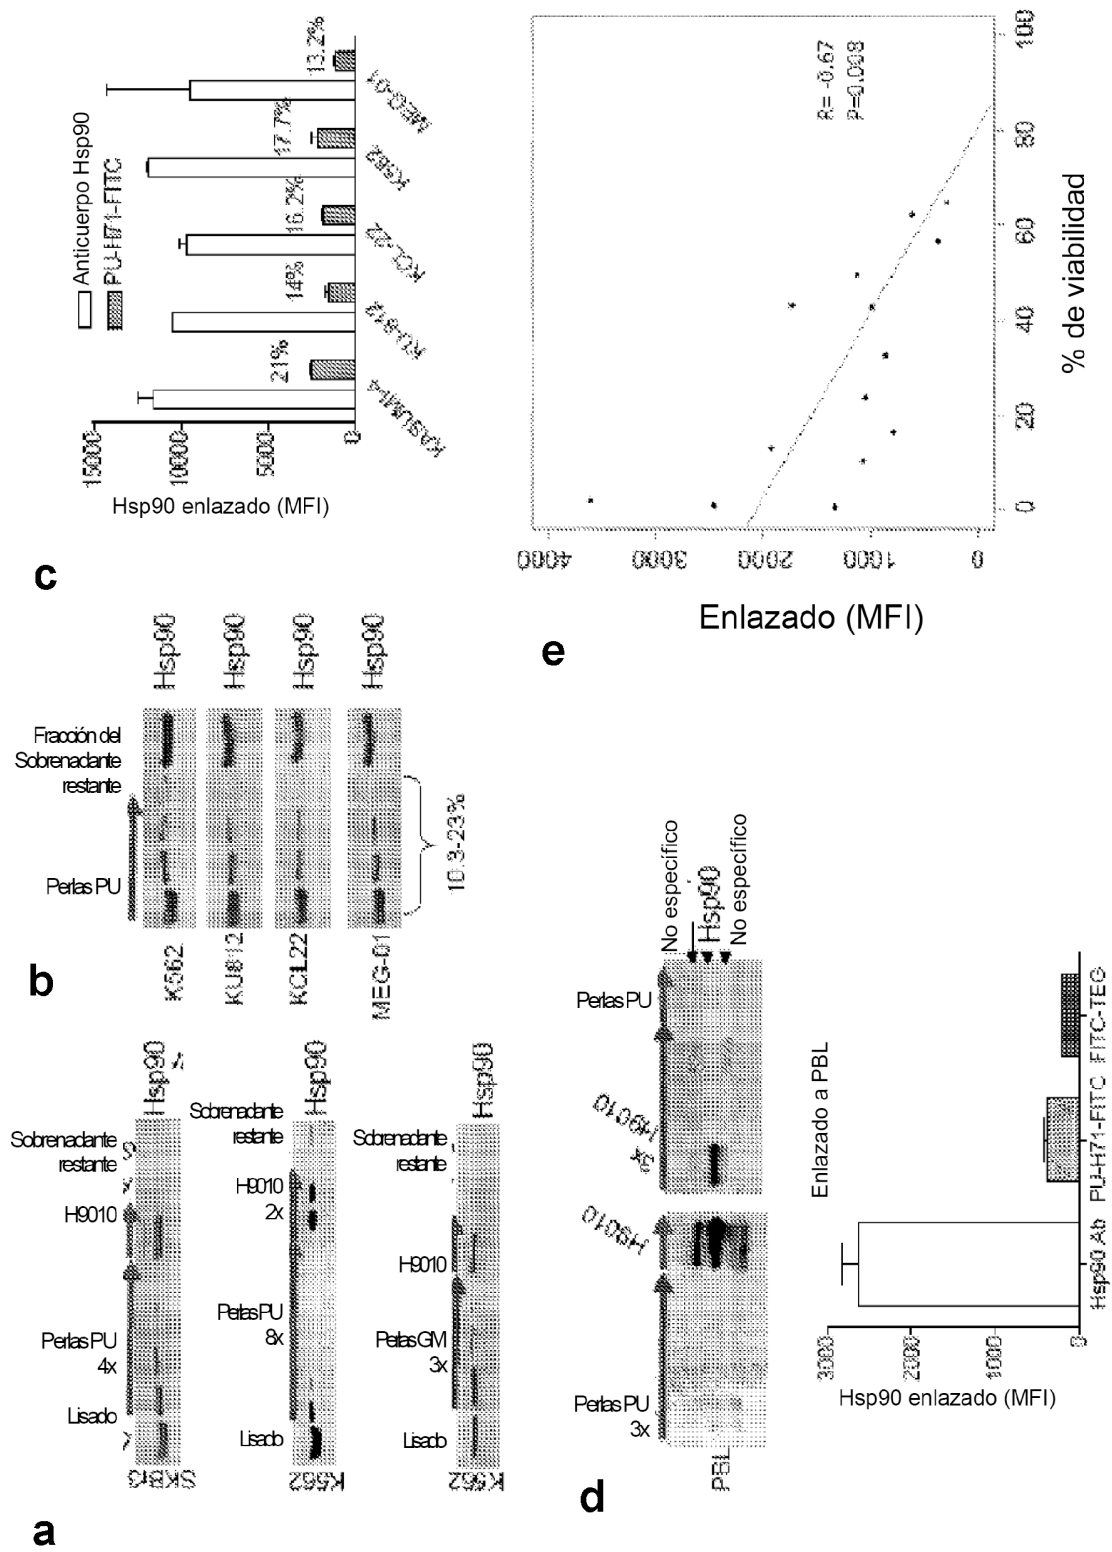 a
Lisado
Perlas PU
4x
H9010
Sobrenadante
restante
SKBr3
Hsp90
Lisado
Perlas PU
8x
H9010
2x
Sobrenadante
restante
K562
Hsp90
Lisado
Perlas GM
3x
H9010
Sobrenadante
restante
K562
Hsp90
b
Perlas PU
Fracción del
Sobrenadante
restante
K562
Hsp90
KU812
Hsp90
KCL22
Hsp90
MEG-01
Hsp90
10.3-23%
c
Anticuerpo Hsp90
PU-H71-FITC
Hsp90 enlazado (MFI)
15000
10000
5000
0
21%
14%
16.2%
17.7%
13.2%
KASUMI-4
KU-812
KCL-22
K562
MEG-01
d
Perlas PU
3x
H9010
H9010
3x
Perlas PU
PBL
No específico
Hsp90
No específico
Enlazado a PBL
Hsp90 enlazado (MFI)
3000
2000
1000
0
Hsp90 Ab
PU-H71-FITC
FITC-TEG
e
Enlazado (MFI)
4000
3000
2000
1000
0
R= -0.67
P=0.008
0
20
40
60
80
100
% de viabilidad